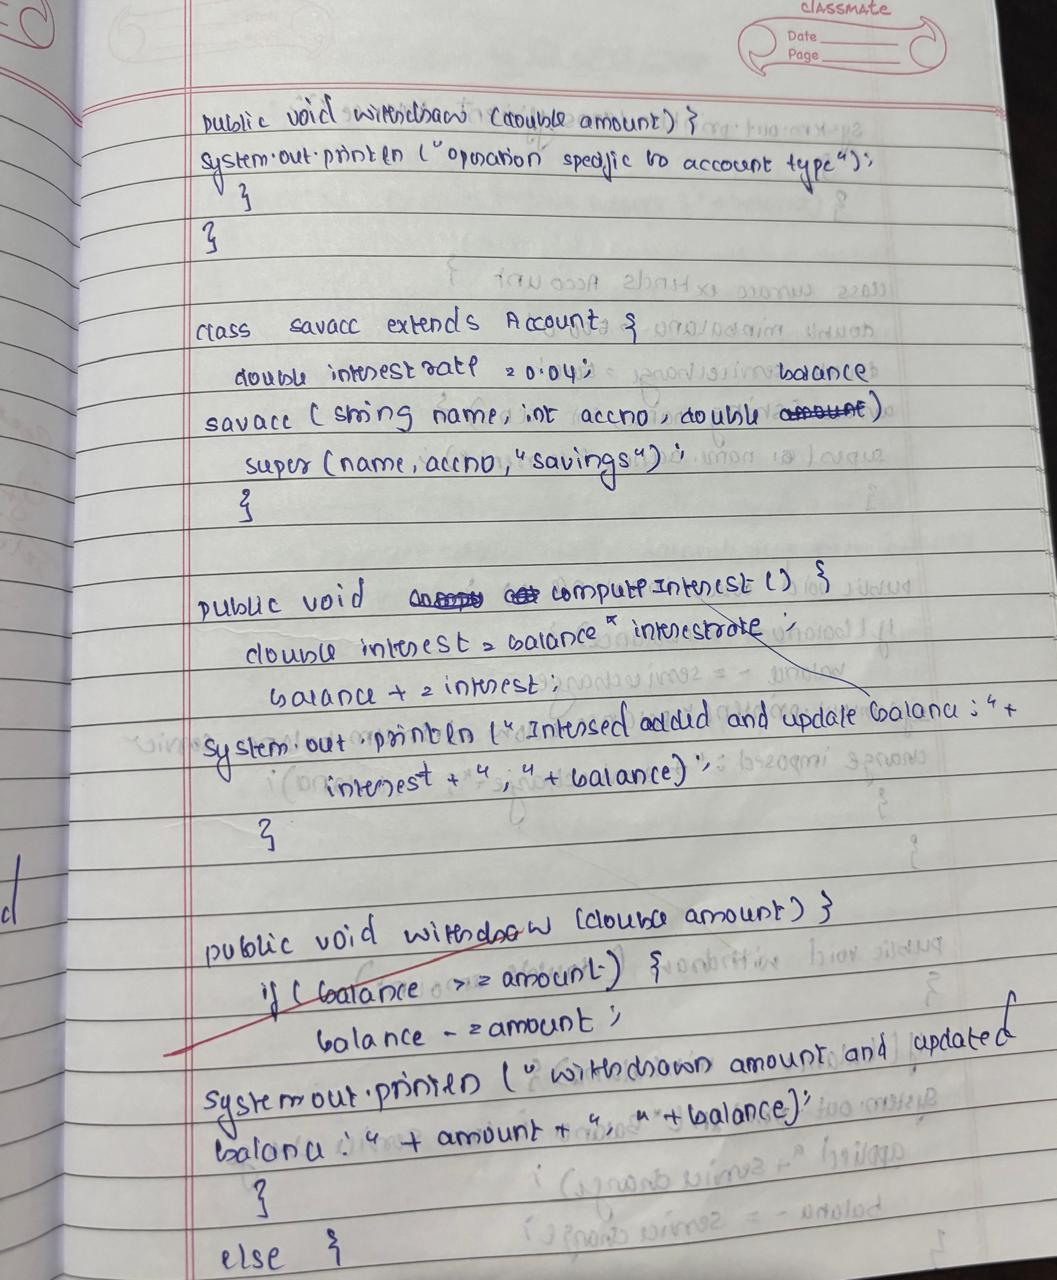 classmate
Date
Page
public void withdraw (double amount) }
system.out.println ("operation specific to account type");
}
}
class savacc extends Account {
double interestrate = 0.04;
balance
savacc (string name, int accno, double amount)
super (name, accno, "savings");
}
public void computeInterest () }
double interest = balance * interestrate ;
balance + = interest;
system.out.println (" Interesed added and update balance : " +
interest + " , " + balance) ;
}
public void withdraw (double amount) }
if ( balance > = amount ) {
balance - = amount ;
system out.println (" withdrawn amount and updated
balance : " + amount + " , " + balance) ;
}
else {